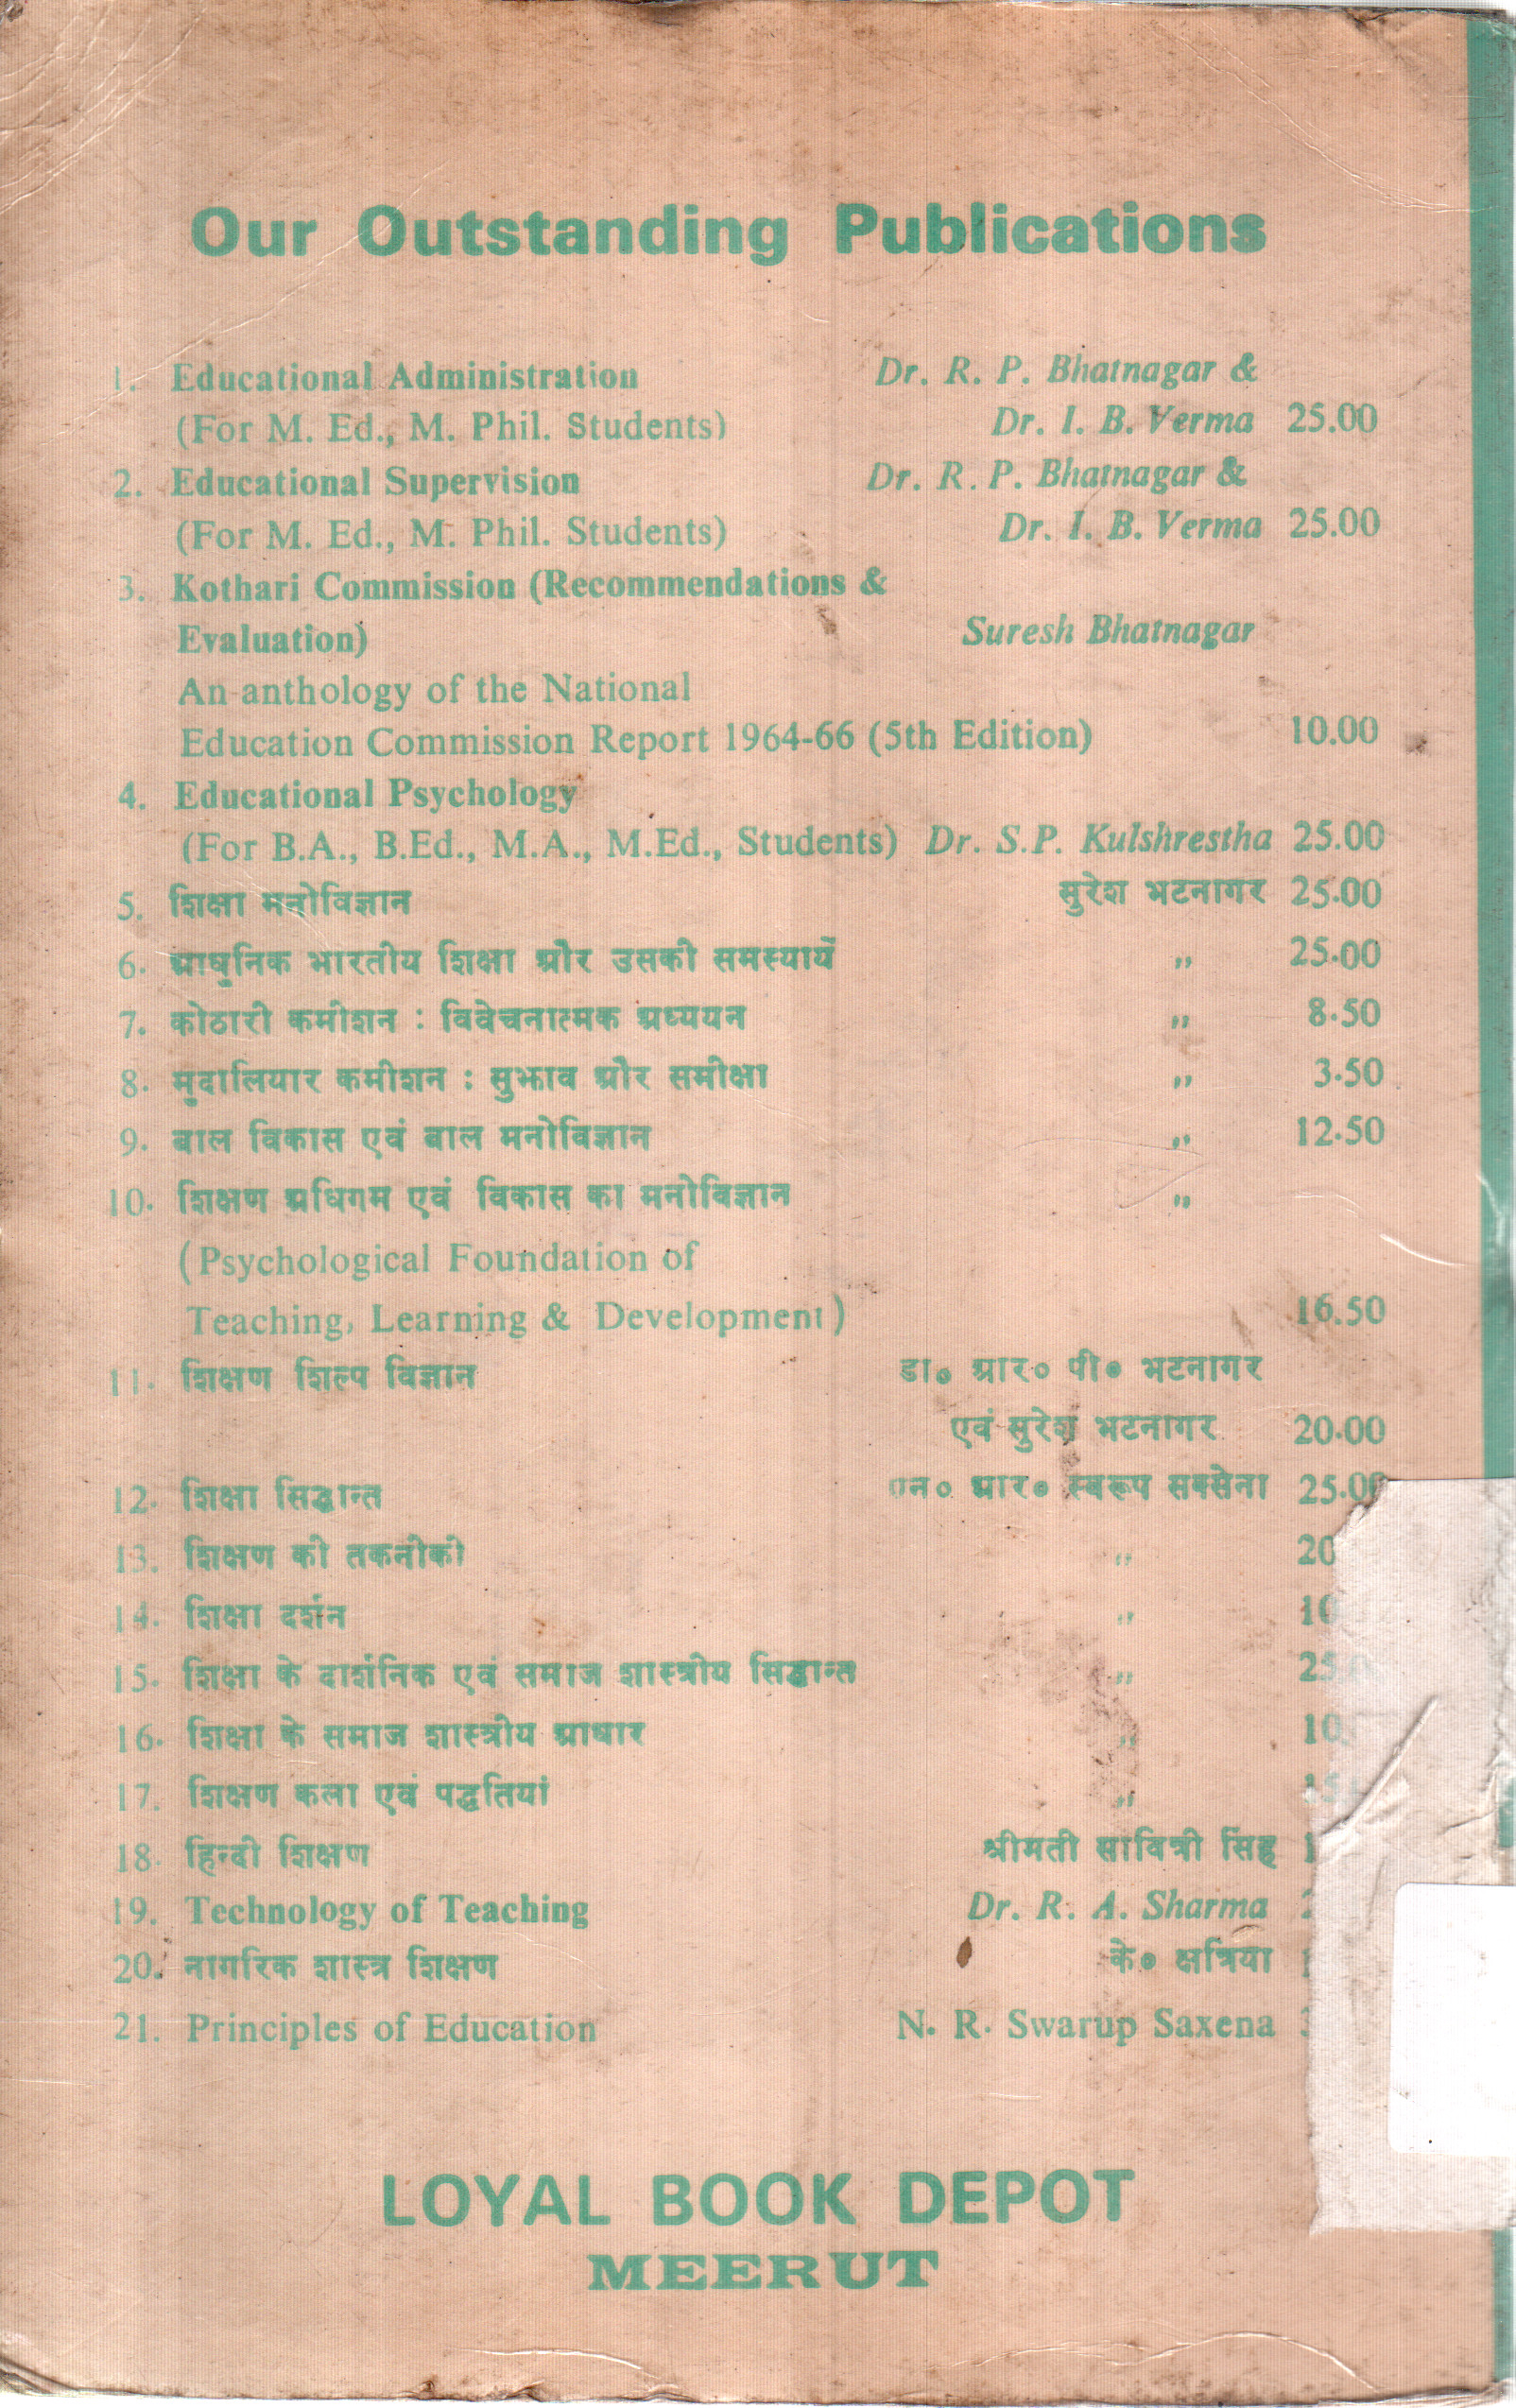 Our Outstanding Publications
1. Educational Administration Dr. R. P. Bhatnagar &
(For M. Ed., M. Phil. Students) Dr. I. B. Verma 25.00
2. Educational Supervision Dr. R. P. Bhatnagar &
(For M. Ed., M. Phil. Students) Dr. I. B. Verma 25.00
3. Kothari Commission (Recommendations &
Evaluation) Suresh Bhatnagar
An anthology of the National
Education Commission Report 1964-66 (5th Edition) 10.00
4. Educational Psychology
(For B.A., B.Ed., M.A., M.Ed., Students) Dr. S.P. Kulshrestha 25.00
5. शिक्षा मनोविज्ञान सुरेश भटनागर 25.00
6. आधुनिक भारतीय शिक्षा और उसकी समस्यायें ,, 25.00
7. कोठारी कमीशन : विवेचनात्मक अध्ययन ,, 8.50
8. मुदालियार कमीशन : सुझाव और समीक्षा ,, 3.50
9. बाल विकास एवं बाल मनोविज्ञान ,, 12.50
10. शिक्षण अधिगम एवं विकास का मनोविज्ञान ,,
(Psychological Foundation of
Teaching, Learning & Development) 16.50
11. शिक्षण शिल्प विज्ञान डा० आर० पी० भटनागर
एवं सुरेश भटनागर 20.00
12. शिक्षा सिद्धान्त एन० आर० स्वरूप सक्सेना 25.00
13. शिक्षण की तकनीकी ,, 20
14. शिक्षा दर्शन ,, 10
15. शिक्षा के दार्शनिक एवं समाज शास्त्रीय सिद्धान्त ,, 25
16. शिक्षा के समाज शास्त्रीय आधार ,, 10
17. शिक्षण कला एवं पद्धतियां ,,
18. हिन्दी शिक्षण श्रीमती सावित्री सिंह
19. Technology of Teaching Dr. R. A. Sharma
20. नागरिक शास्त्र शिक्षण के० क्षत्रिया
21. Principles of Education N. R. Swarup Saxena
LOYAL BOOK DEPOT
MEERUT